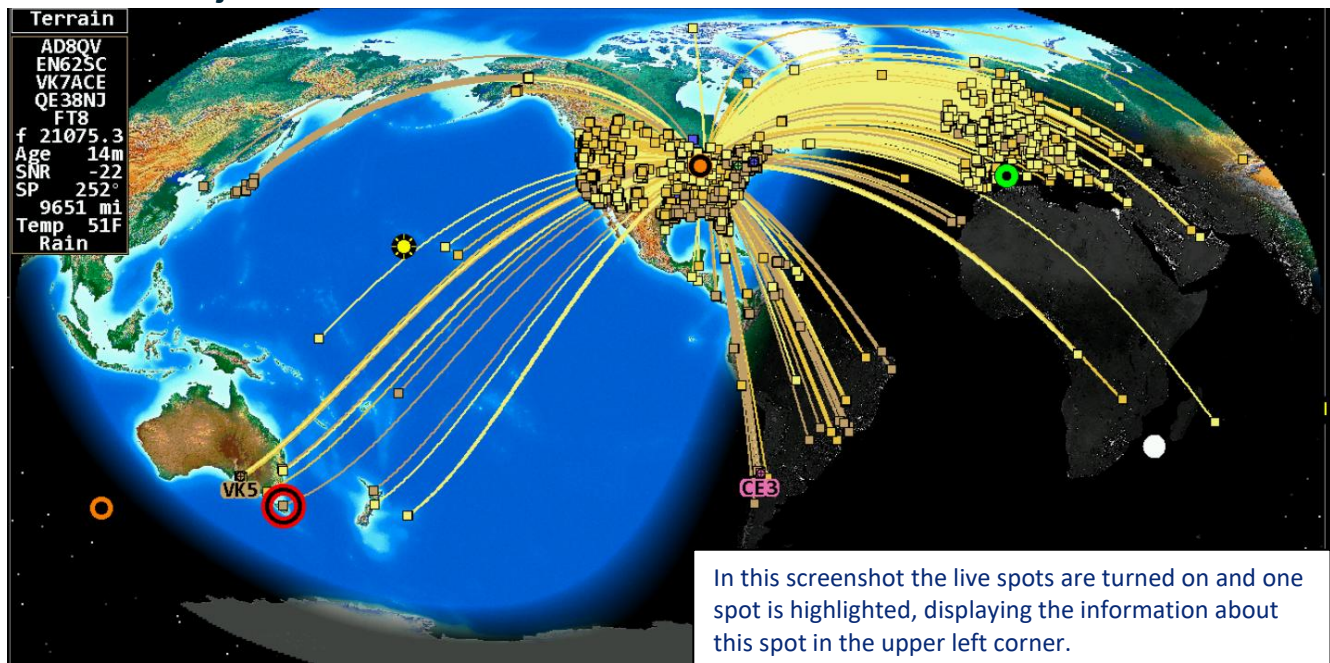 Terrain
AD8QV
EN62SC
VK7ACE
QE38NJ
FT8
f 21075.3
Age 14m
SNR -22
SP 252°
9651 mi
Temp 51F
Rain
VK5
CE3
In this screenshot the live spots are turned on and one
spot is highlighted, displaying the information about
this spot in the upper left corner.